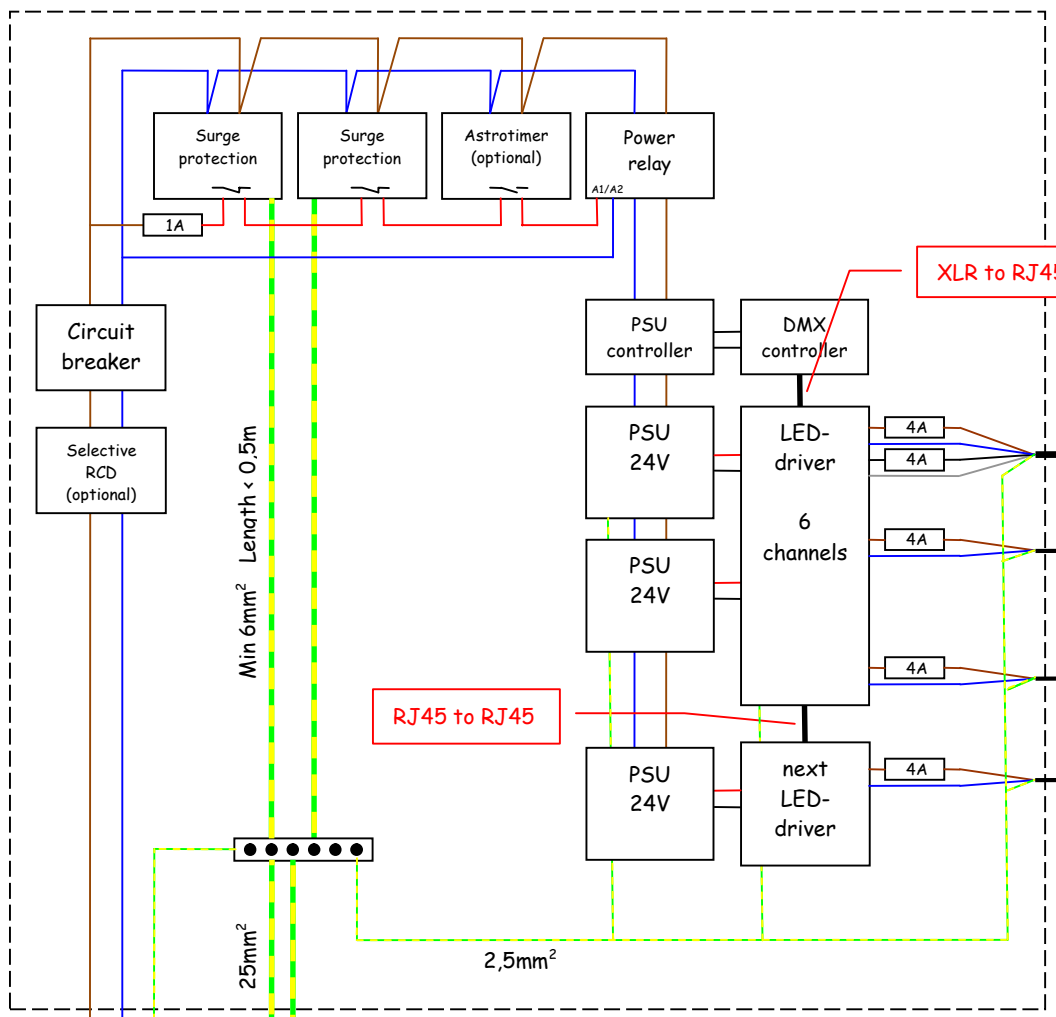 Surge
protection
Surge
protection
Astrotimer
(optional)
Power
relay
A1/A2
1A
XLR to RJ45
Circuit
breaker
PSU
controller
DMX
controller
Selective
RCD
(optional)
Min 6mm² Length < 0,5m
PSU
24V
LED-
driver
6
channels
4A
4A
PSU
24V
4A
4A
RJ45 to RJ45
PSU
24V
next
LED-
driver
4A
25mm²
2,5mm²